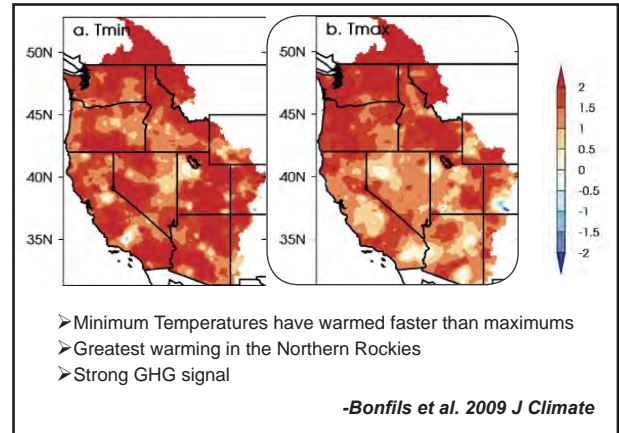 a. Tmin
b. Tmax
50N
45N
40N
35N
50N
45N
40N
35N
2
1.5
1
0
-0.5
-1
-1.5
-2
➢Minimum Temperatures have warmed faster than maximums
➢Greatest warming in the Northern Rockies
➢Strong GHG signal
-Bonfils et al. 2009 J Climate